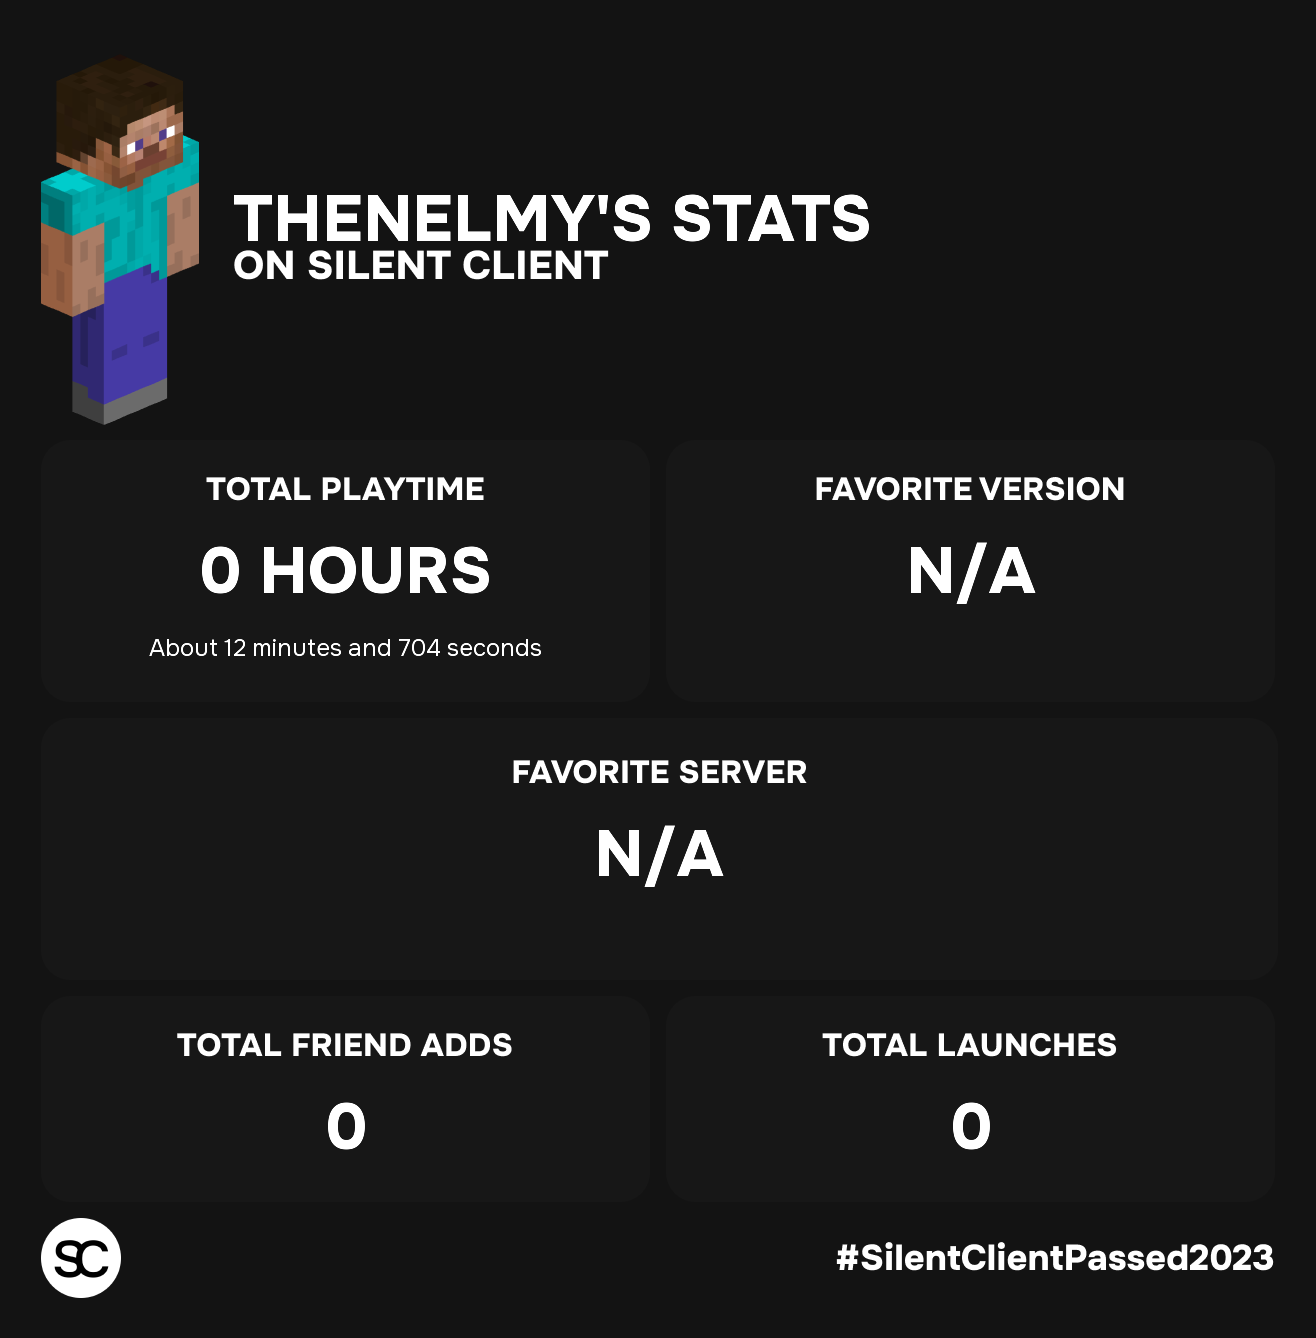 THENELMY'S STATS
ON SILENT CLIENT
TOTAL PLAYTIME
0 HOURS
About 12 minutes and 704 seconds
FAVORITE VERSION
N/A
FAVORITE SERVER
N/A
TOTAL FRIEND ADDS
0
TOTAL LAUNCHES
0
SC
#SilentClientPassed2023